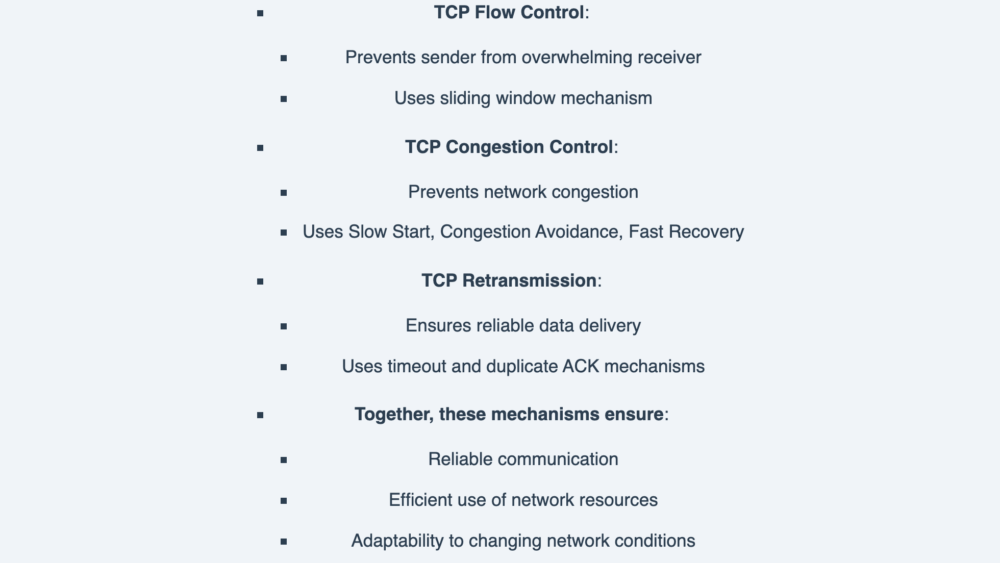 TCP Flow Control:
Prevents sender from overwhelming receiver
Uses sliding window mechanism
TCP Congestion Control:
Prevents network congestion
Uses Slow Start, Congestion Avoidance, Fast Recovery
TCP Retransmission:
Ensures reliable data delivery
Uses timeout and duplicate ACK mechanisms
Together, these mechanisms ensure:
Reliable communication
Efficient use of network resources
Adaptability to changing network conditions